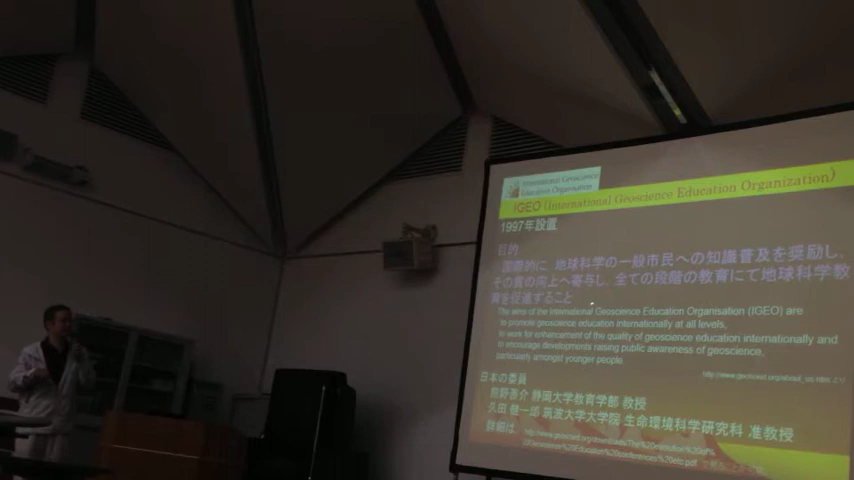 International Geoscience
Education Organisation
IGEO (International Geoscience Education Organization)
1997年設置
目的
国際的に、地球科学の一般市民への知識普及を奨励し、
その質の向上へ寄与し、全ての段階の教育にて地球科学教
育を促進すること
The aims of the International Geoscience Education Organisation (IGEO) are
to promote geoscience education internationally at all levels,
to work for enhancement of the quality of geoscience education internationally and
to encourage developments raising public awareness of geoscience,
particularly amongst younger people.
日本の委員
熊野善介 静岡大学教育学部 教授
久田 健一郎 筑波大学大学院 生命環境科学研究科 准教授
詳細は、